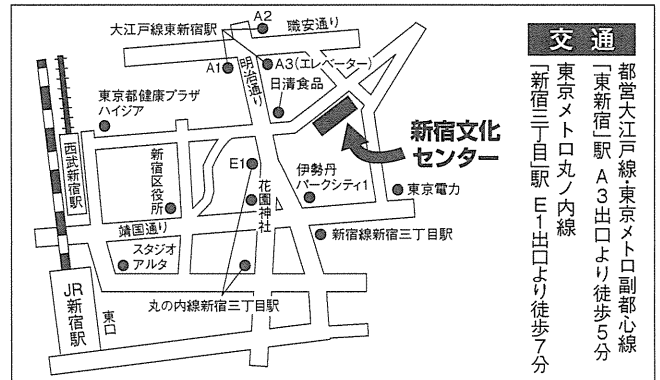 大江戸線東新宿駅
A2
職安通り
A1
明治通り
A3(エレベーター)
日清食品
東京都健康プラザ
ハイジア
新宿文化
センター
西武新宿駅
新宿区役所
E1
花園神社
伊勢丹
パークシティ1
東京電力
靖国通り
新宿線新宿三丁目駅
スタジオ
アルタ
丸の内線新宿三丁目駅
JR
新宿駅
東口
交通
都営大江戸線・東京メトロ副都心線
「東新宿」駅 A3出口より徒歩5分
東京メトロ丸ノ内線
「新宿三丁目」駅 E1出口より徒歩7分